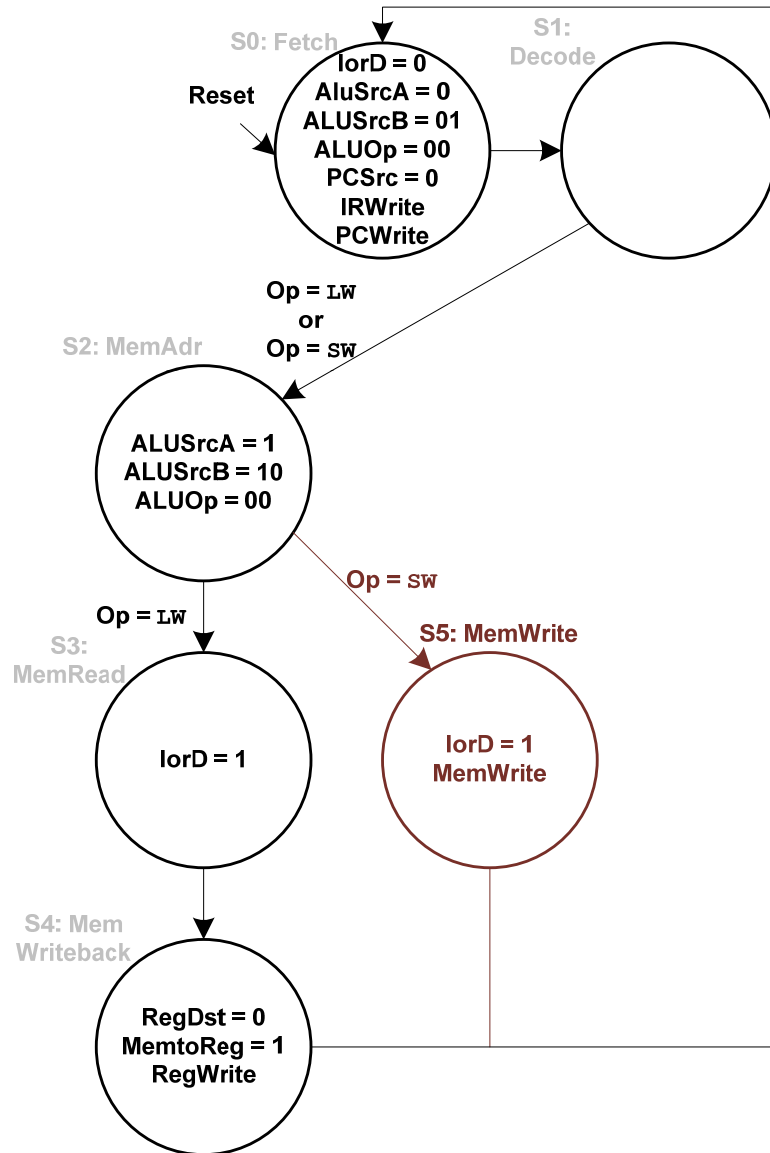 S0: Fetch
S1:
Decode
Reset
IorD = 0
AluSrcA = 0
ALUSrcB = 01
ALUOp = 00
PCSrc = 0
IRWrite
PCWrite
Op = LW
or
Op = SW
S2: MemAdr
ALUSrcA = 1
ALUSrcB = 10
ALUOp = 00
Op = SW
Op = LW
S3:
MemRead
S5: MemWrite
IorD = 1
IorD = 1
MemWrite
S4: Mem
Writeback
RegDst = 0
MemtoReg = 1
RegWrite